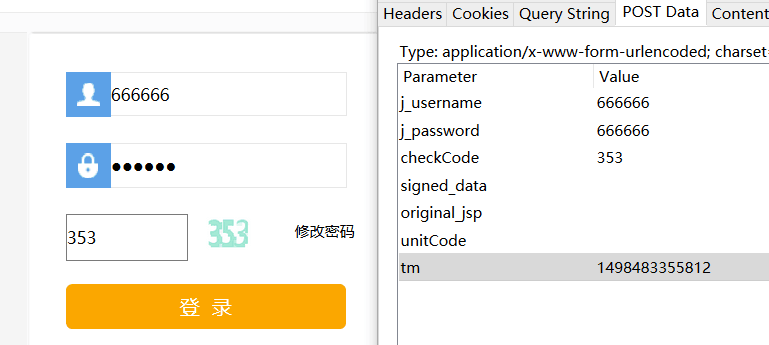 666666
••••••
353
353
修改密码
登 录
Headers Cookies Query String POST Data Content
Type: application/x-www-form-urlencoded; charset=
Parameter Value
j_username 666666
j_password 666666
checkCode 353
signed_data
original_jsp
unitCode
tm 1498483355812